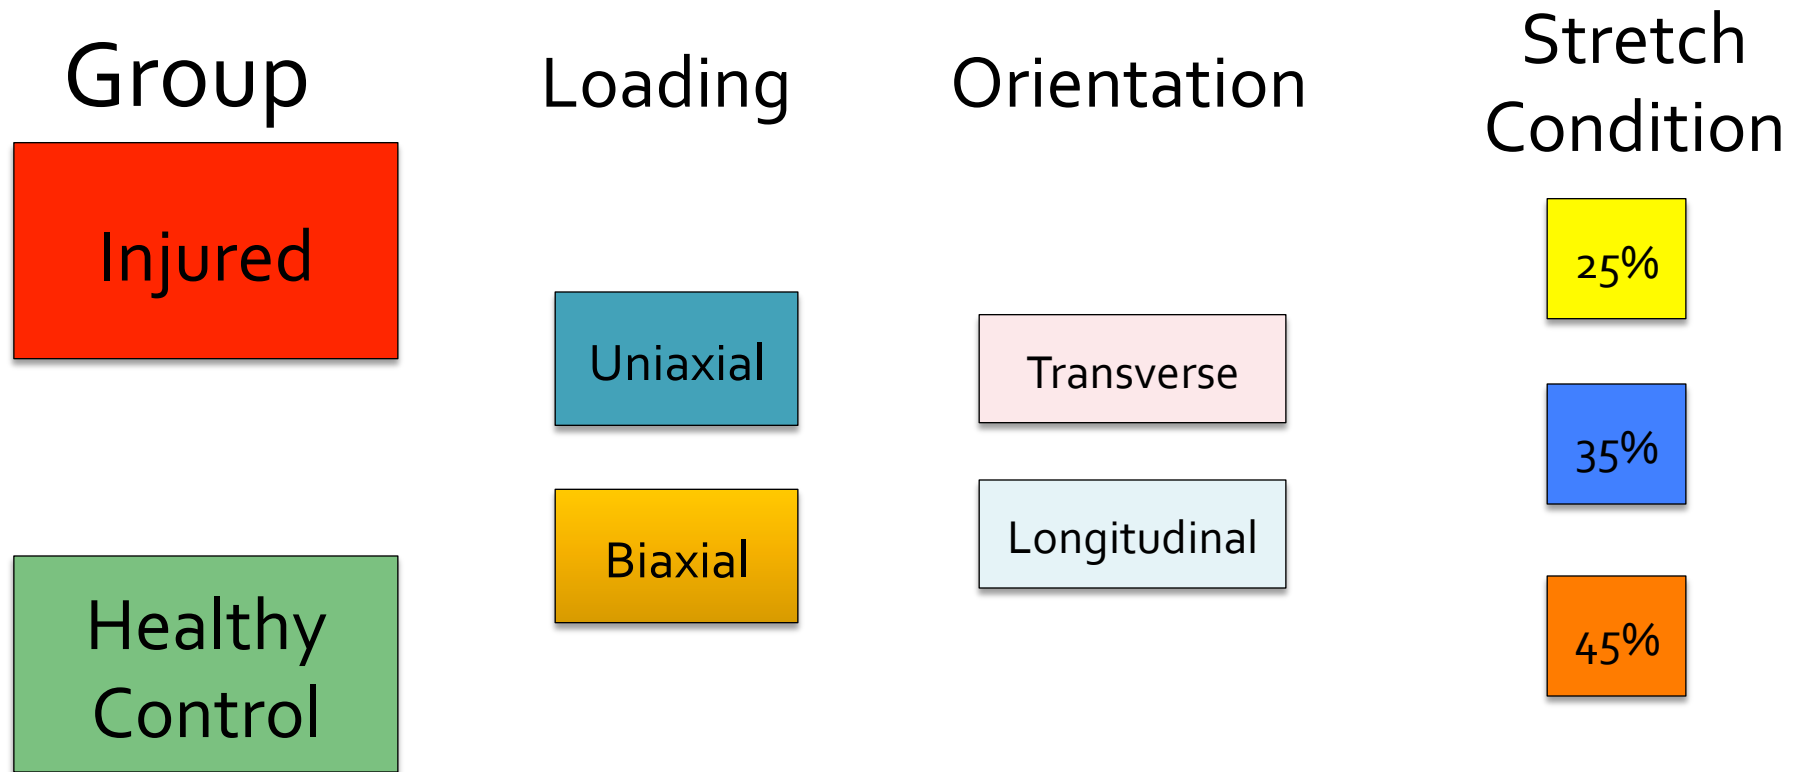 Group
Loading
Orientation
Stretch
Condition
Injured
Healthy
Control
Uniaxial
Biaxial
Transverse
Longitudinal
25%
35%
45%